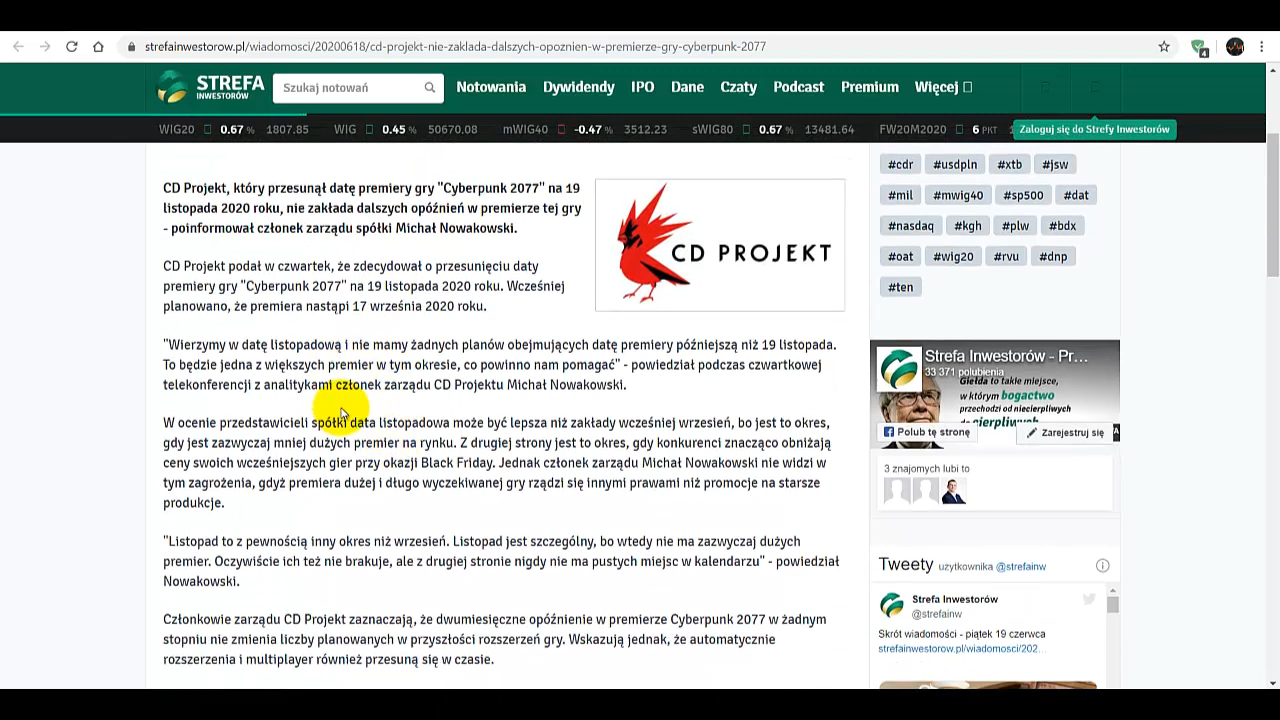 strefainwestorow.pl/wiadomosci/20200618/cd-projekt-nie-zaklada-dalszych-opoznien-w-premierze-gry-cyberpunk-2077
4
STREFA
INWESTORÓW
Szukaj notowań
Notowania Dywidendy IPO Dane Czaty Podcast Premium Więcej
WIG20 0.67 % 1807.85 WIG 0.45 % 50670.08 mWIG40 -0.47 % 3512.23 sWIG80 0.67 % 13481.64 FW20M2020 6 PKT
Zaloguj się do Strefy Inwestorów
CD Projekt, który przesunął datę premiery gry "Cyberpunk 2077" na 19
listopada 2020 roku, nie zakłada dalszych opóźnień w premierze tej gry
- poinformował członek zarządu spółki Michał Nowakowski.
CD PROJEKT
CD Projekt podał w czwartek, że zdecydował o przesunięciu daty
premiery gry "Cyberpunk 2077" na 19 listopada 2020 roku. Wcześniej
planowano, że premiera nastąpi 17 września 2020 roku.
"Wierzymy w datę listopadową i nie mamy żadnych planów obejmujących datę premiery późniejszą niż 19 listopada.
To będzie jedna z większych premier w tym okresie, co powinno nam pomagać" - powiedział podczas czwartkowej
telekonferencji z analitykami członek zarządu CD Projektu Michał Nowakowski.
W ocenie przedstawicieli spółki data listopadowa może być lepsza niż zakłady wcześniej wrzesień, bo jest to okres,
gdy jest zazwyczaj mniej dużych premier na rynku. Z drugiej strony jest to okres, gdy konkurenci znacząco obniżają
ceny swoich wcześniejszych gier przy okazji Black Friday. Jednak członek zarządu Michał Nowakowski nie widzi w
tym zagrożenia, gdyż premiera dużej i długo wyczekiwanej gry rządzi się innymi prawami niż promocje na starsze
produkcje.
"Listopad to z pewnością inny okres niż wrzesień. Listopad jest szczególny, bo wtedy nie ma zazwyczaj dużych
premier. Oczywiście ich też nie brakuje, ale z drugiej stronie nigdy nie ma pustych miejsc w kalendarzu" - powiedział
Nowakowski.
Członkowie zarządu CD Projekt zaznaczają, że dwumiesięczne opóźnienie w premierze Cyberpunk 2077 w żadnym
stopniu nie zmienia liczby planowanych w przyszłości rozszerzeń gry. Wskazują jednak, że automatycznie
rozszerzenia i multiplayer również przesuną się w czasie.
#cdr #usdpln #xtb #jsw
#mil #mwig40 #sp500 #dat
#nasdaq #kgh #plw #bdx
#oat #wig20 #rvu #dnp
#ten
Strefa Inwestorów - Pr...
33 371 polubienia
Giełda to takie miejsce,
w którym bogactwo
przechodzi od niecierpliwych
cierpliwych.
Polub tę stronę
Zarejestruj się
3 znajomych lubi to
Tweety użytkownika @strefainw
Strefa Inwestorów
@strefainw
Skrót wiadomości - piątek 19 czerwca
strefainwestorow.pl/wiadomosci/202...